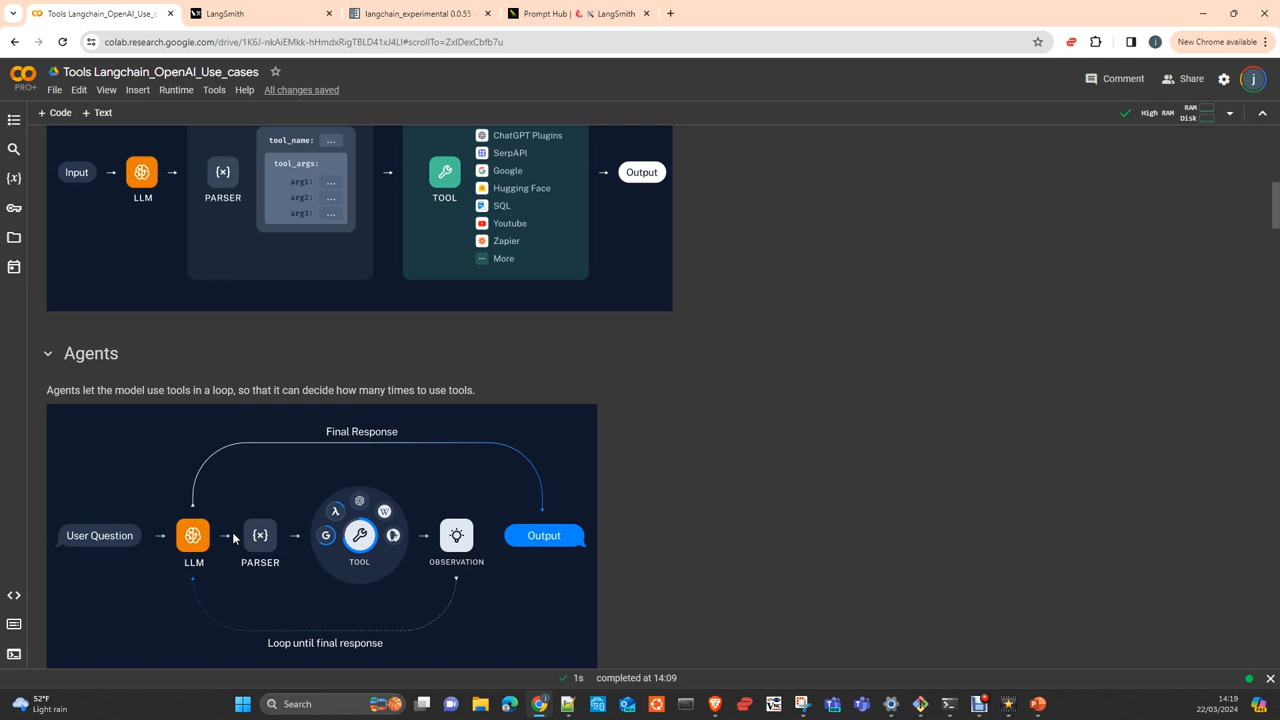 Tools Langchain_OpenAI_Use_ca
LangSmith
langchain_experimental 0.0.55
Prompt Hub | 🦜🛠️ LangSmith
colab.research.google.com/drive/1K6J-nkAiEMkk-hHmdxRigTBLD41xJ4LI#scrollTo=ZxIDexCbfb7u
New Chrome available
Tools Langchain_OpenAI_Use_cases
Comment
Share
j
PRO+
File Edit View Insert Runtime Tools Help All changes saved
+ Code + Text
High RAM
RAM
Disk
tool_name: ...
tool_args:
arg1: ...
arg2: ...
arg3: ...
Input
LLM
PARSER
TOOL
ChatGPT Plugins
SerpAPI
Google
Hugging Face
SQL
Youtube
Zapier
More
Output
Agents
Agents let the model use tools in a loop, so that it can decide how many times to use tools.
Final Response
User Question
LLM
PARSER
TOOL
OBSERVATION
Output
Loop until final response
1s completed at 14:09
52°F
Light rain
Search
14:19
22/03/2024